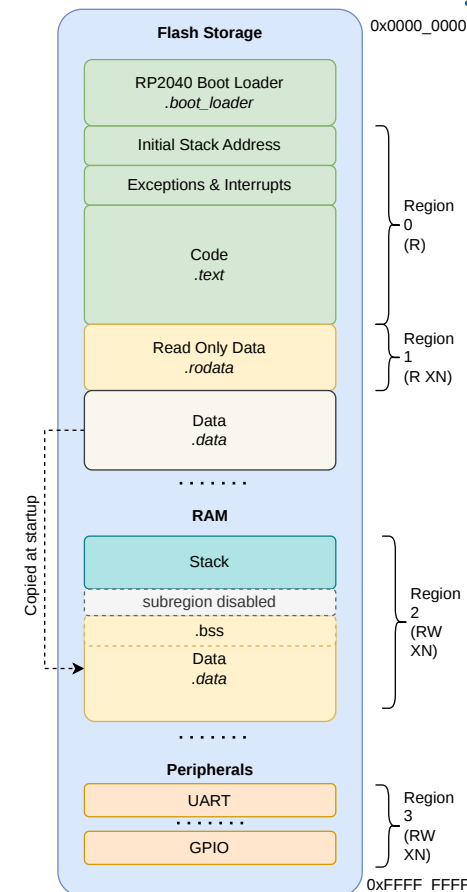 Flash Storage
0x0000_0000
RP2040 Boot Loader
.boot_loader
Initial Stack Address
Exceptions & Interrupts
Code
.text
Region
0
(R)
Read Only Data
.rodata
Region
1
(R XN)
Data
.data
Copied at startup
RAM
Stack
subregion disabled
.bss
Data
.data
Region
2
(RW
XN)
Peripherals
UART
GPIO
Region
3
(RW
XN)
0xFFFF_FFFF